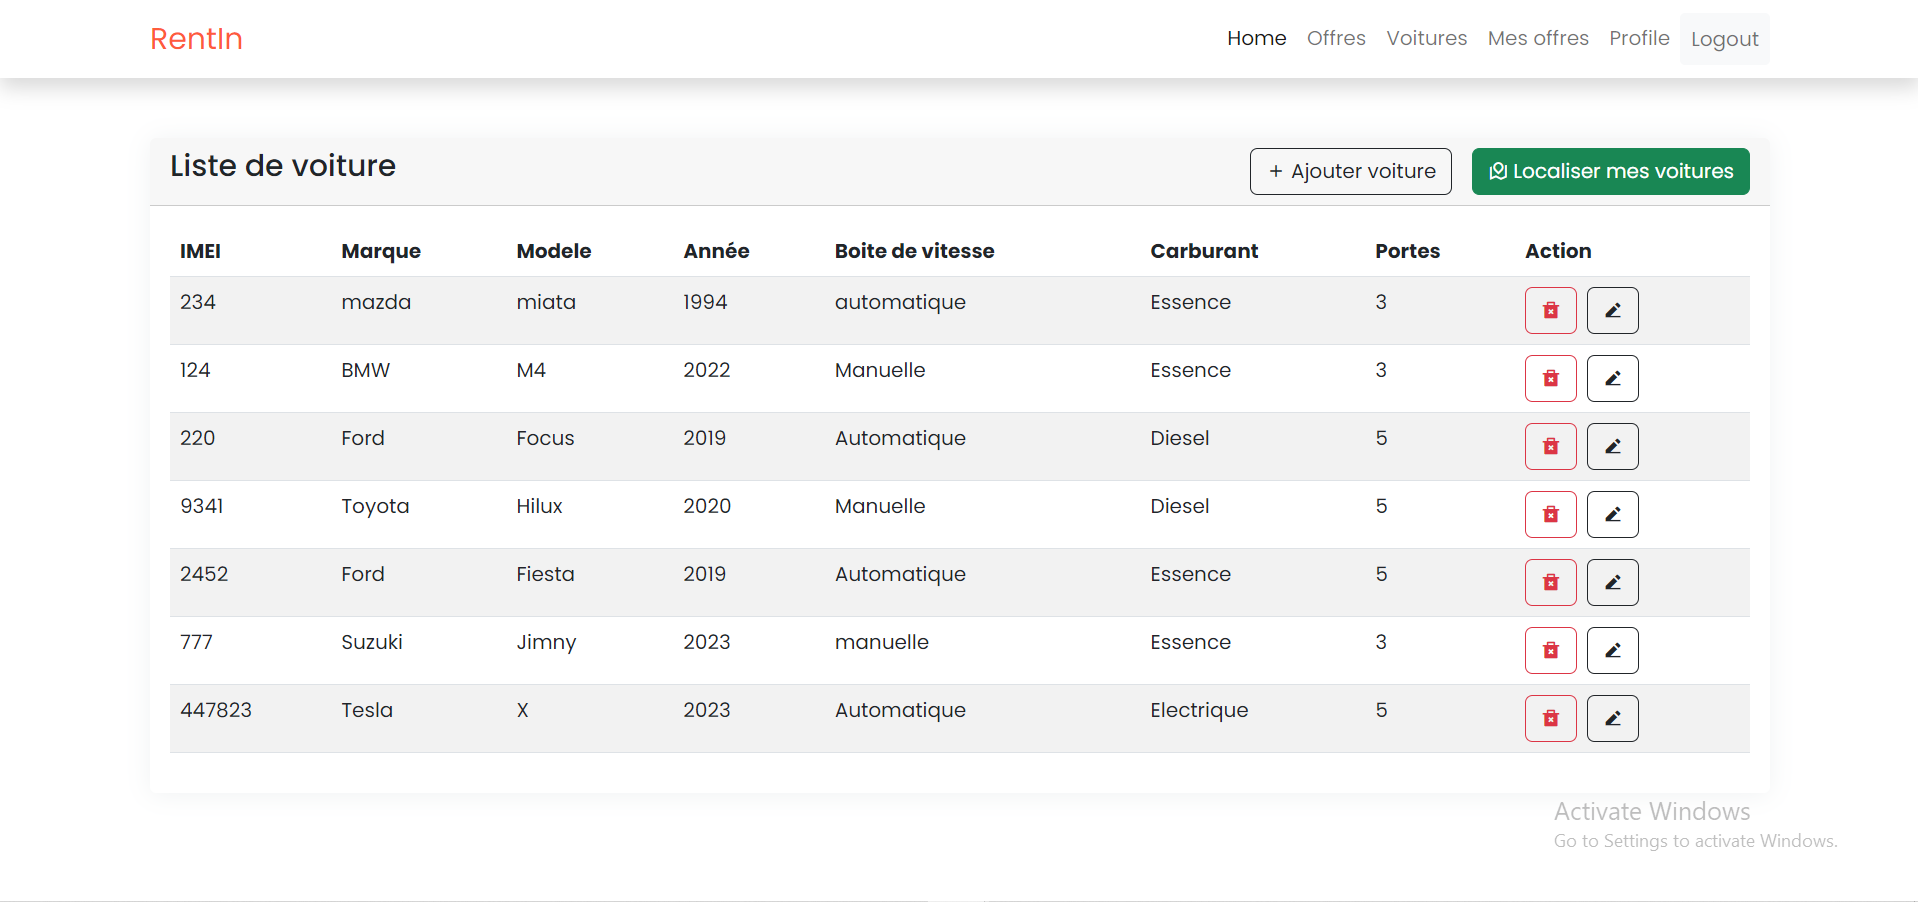 RentIn
Home Offres Voitures Mes offres Profile Logout
Liste de voiture
+ Ajouter voiture
Localiser mes voitures
IMEI Marque Modele Année Boite de vitesse Carburant Portes Action
234 mazda miata 1994 automatique Essence 3
124 BMW M4 2022 Manuelle Essence 3
220 Ford Focus 2019 Automatique Diesel 5
9341 Toyota Hilux 2020 Manuelle Diesel 5
2452 Ford Fiesta 2019 Automatique Essence 5
777 Suzuki Jimny 2023 manuelle Essence 3
447823 Tesla X 2023 Automatique Electrique 5
Activate Windows
Go to Settings to activate Windows.